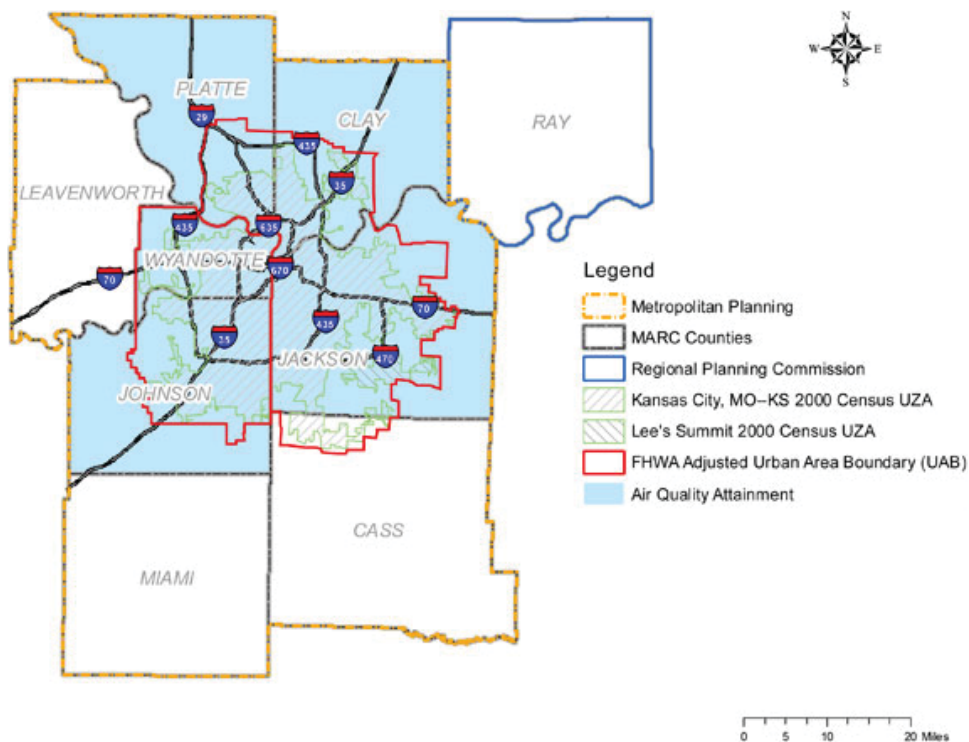 N
W E
S
PLATTE
29
CLAY
RAY
435
35
LEAVENWORTH
435
635
WYANDOTTE
670
70
70
35
435
JACKSON
470
JOHNSON
CASS
MIAMI
Legend
Metropolitan Planning
MARC Counties
Regional Planning Commission
Kansas City, MO--KS 2000 Census UZA
Lee's Summit 2000 Census UZA
FHWA Adjusted Urban Area Boundary (UAB)
Air Quality Attainment
0 5 10 20 Miles